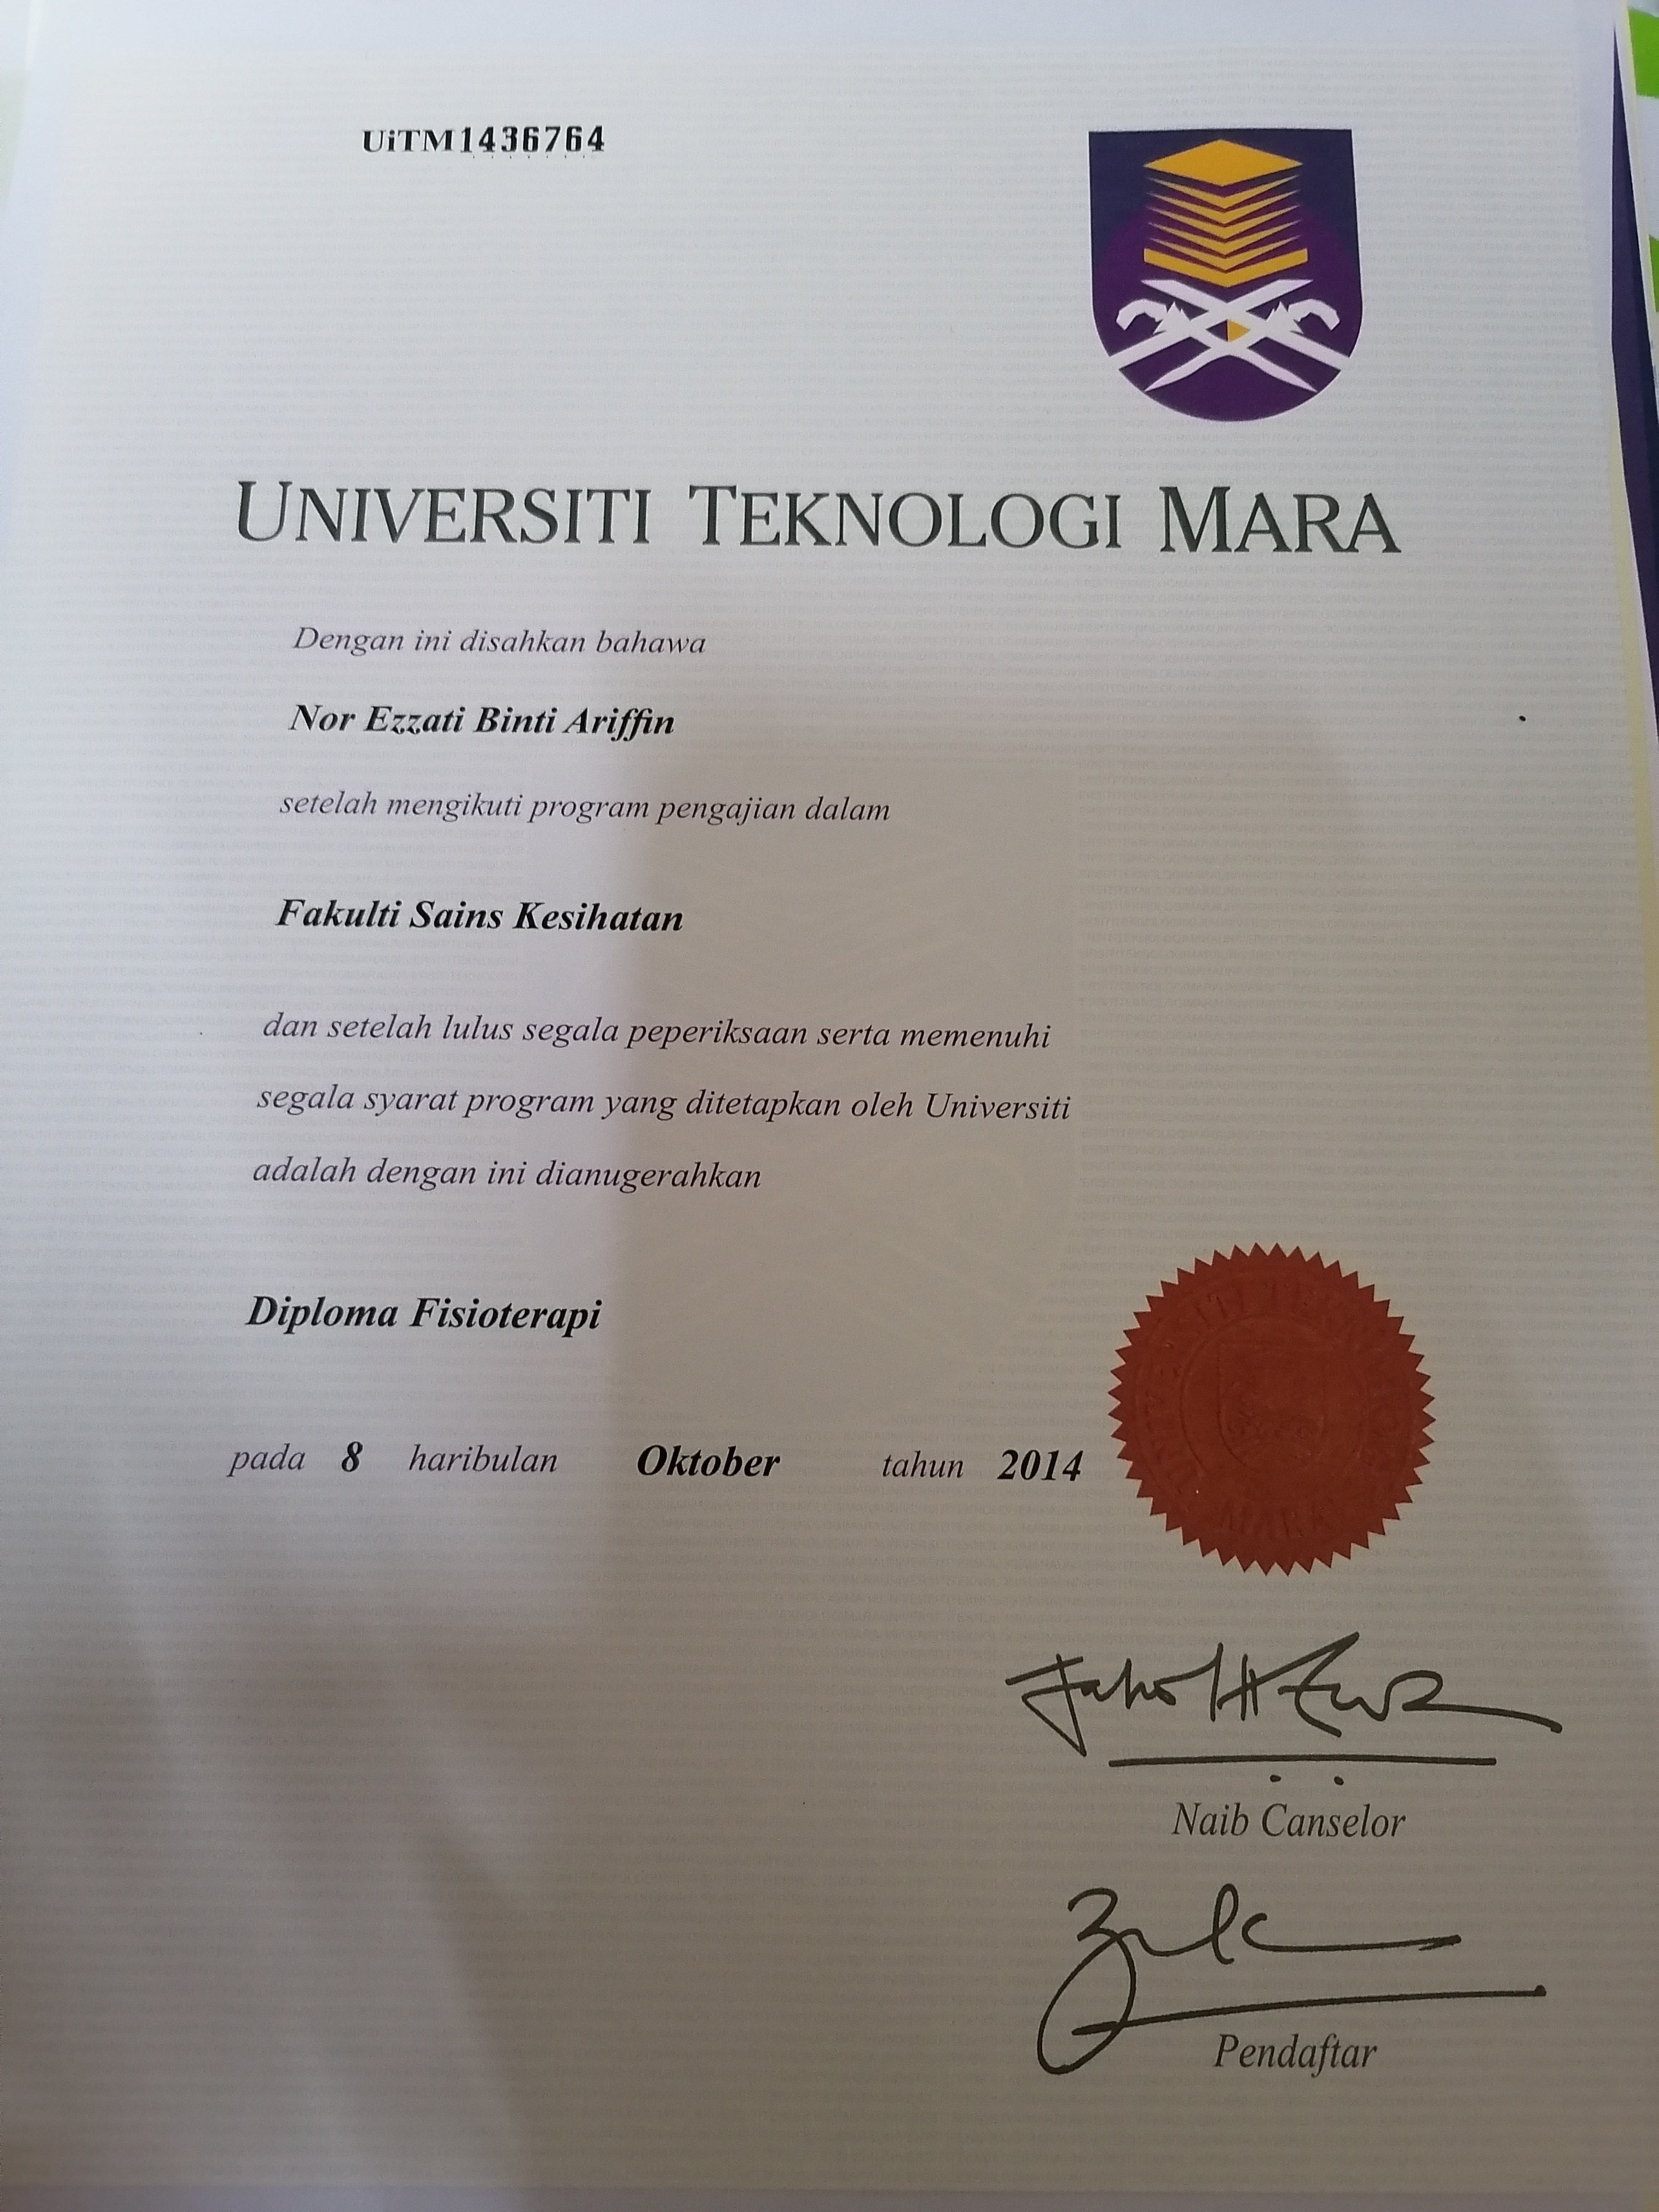 UiTM1436764
UNIVERSITI TEKNOLOGI MARA
Dengan ini disahkan bahawa
Nor Ezzati Binti Ariffin
setelah mengikuti program pengajian dalam
Fakulti Sains Kesihatan
dan setelah lulus segala peperiksaan serta memenuhi
segala syarat program yang ditetapkan oleh Universiti
adalah dengan ini dianugerahkan
Diploma Fisioterapi
pada 8 haribulan Oktober tahun 2014
MARA
Naib Canselor
Pendaftar